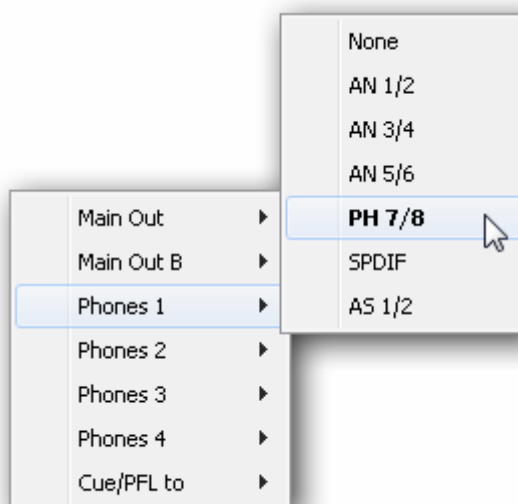 None
AN 1/2
AN 3/4
AN 5/6
PH 7/8
SPDIF
AS 1/2
Main Out
Main Out B
Phones 1
Phones 2
Phones 3
Phones 4
Cue/PFL to